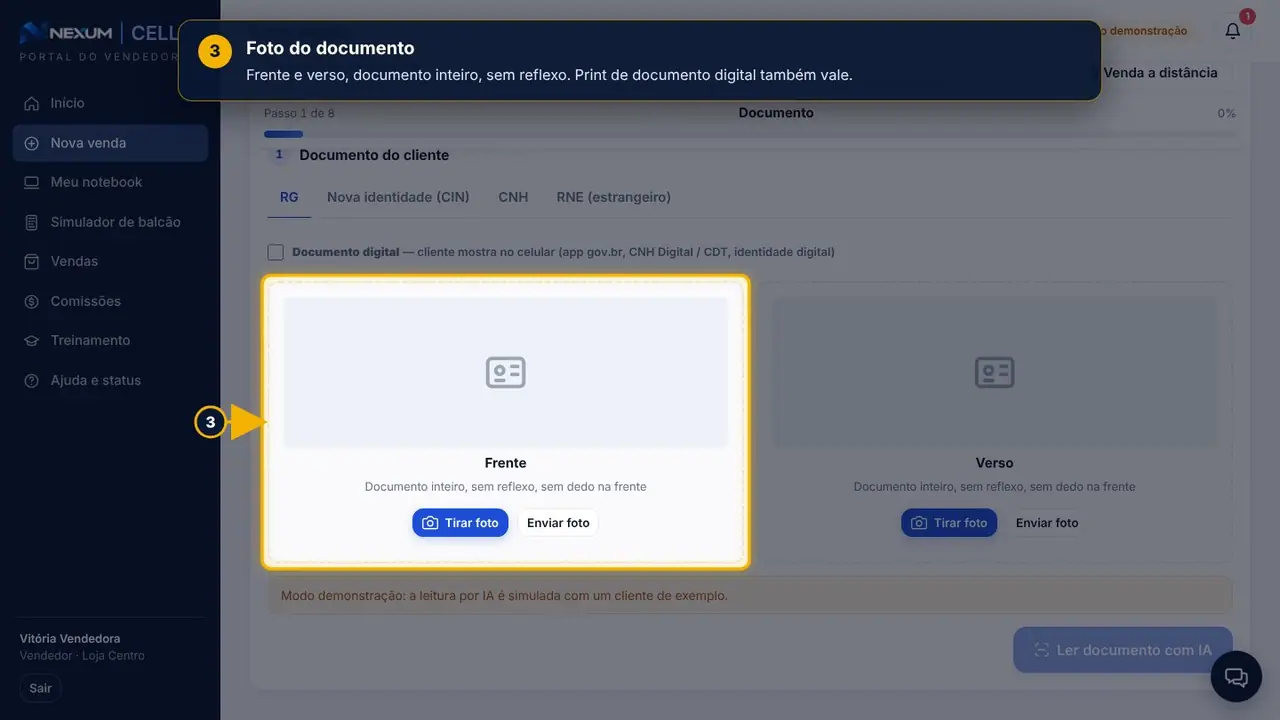 NEXUM | CELL
PORTAL DO VENDEDOR
Início
Nova venda
Meu notebook
Simulador de balcão
Vendas
Comissões
Treinamento
Ajuda e status
Vitória Vendedora
Vendedor · Loja Centro
Sair
3
Foto do documento
Frente e verso, documento inteiro, sem reflexo. Print de documento digital também vale.
demonstração
1
Venda a distância
Passo 1 de 8
Documento
0%
1 Documento do cliente
RG
Nova identidade (CIN)
CNH
RNE (estrangeiro)
Documento digital — cliente mostra no celular (app gov.br, CNH Digital / CDT, identidade digital)
3
Frente
Documento inteiro, sem reflexo, sem dedo na frente
Tirar foto
Enviar foto
Verso
Documento inteiro, sem reflexo, sem dedo na frente
Tirar foto
Enviar foto
Modo demonstração: a leitura por IA é simulada com um cliente de exemplo.
Ler documento com IA